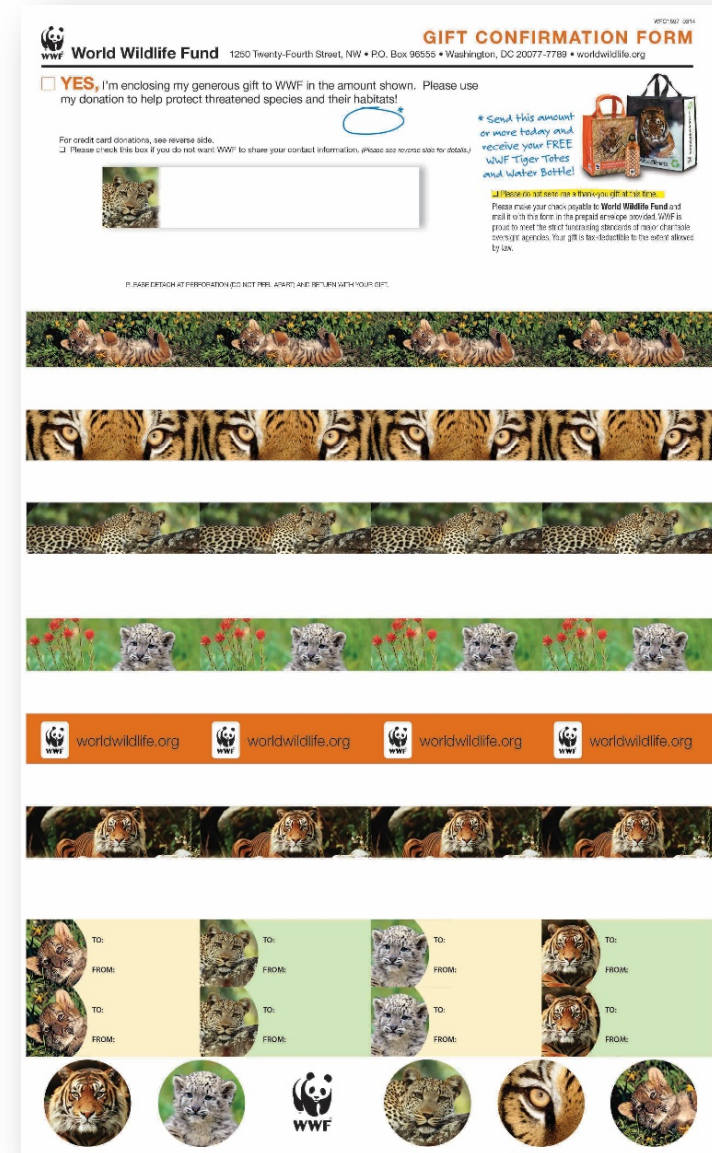 WFO1507 0914
GIFT CONFIRMATION FORM
WWF
World Wildlife Fund 1250 Twenty-Fourth Street, NW • P.O. Box 96555 • Washington, DC 20077-7789 • worldwildlife.org
YES, I'm enclosing my generous gift to WWF in the amount shown. Please use
my donation to help protect threatened species and their habitats!
*
* Send this amount
or more today and
receive your FREE
WWF Tiger Totes
and Water Bottle!
For credit card donations, see reverse side.
❑ Please check this box if you do not want WWF to share your contact information. (Please see reverse side for details.)
❑ Please do not send me a thank-you gift at this time.
Please make your check payable to World Wildlife Fund and
mail it with this form in the prepaid envelope provided. WWF is
proud to meet the strict fundraising standards of major charitable
oversight agencies. Your gift is tax-deductible to the extent allowed
by law.
PLEASE DETACH AT PERFORATION (DO NOT PEEL APART) AND RETURN WITH YOUR GIFT.
WWF worldwildlife.org WWF worldwildlife.org WWF worldwildlife.org WWF worldwildlife.org
TO: TO: TO: TO:
FROM: FROM: FROM: FROM:
TO: TO: TO: TO:
FROM: FROM: FROM: FROM:
WWF